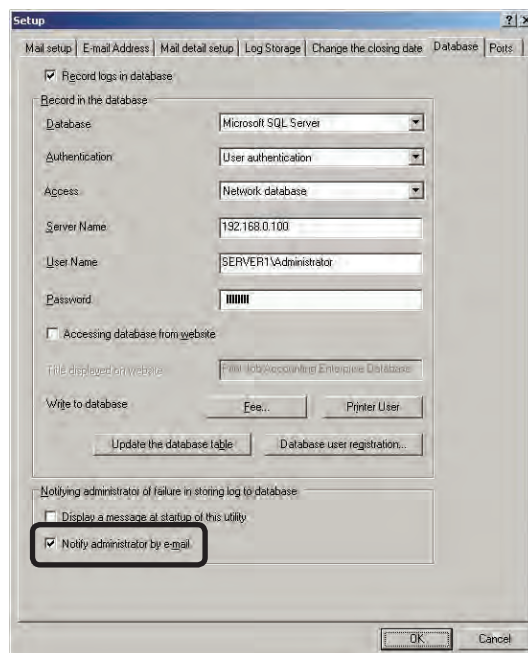 Setup
Mail setup E-mail Address Mail detail setup Log Storage Change the closing date Database Ports
Record logs in database
Record in the database
Database Microsoft SQL Server
Authentication User authentication
Access Network database
Server Name 192.168.0.100
User Name SERVER1\Administrator
Password
Accessing database from website
Title displayed on website Print Job Accounting Enterprise Database
Write to database Fee... Printer User
Update the database table Database user registration...
Notifying administrator of failure in storing log to database
Display a message at startup of this utility
Notify administrator by e-mail
OK Cancel